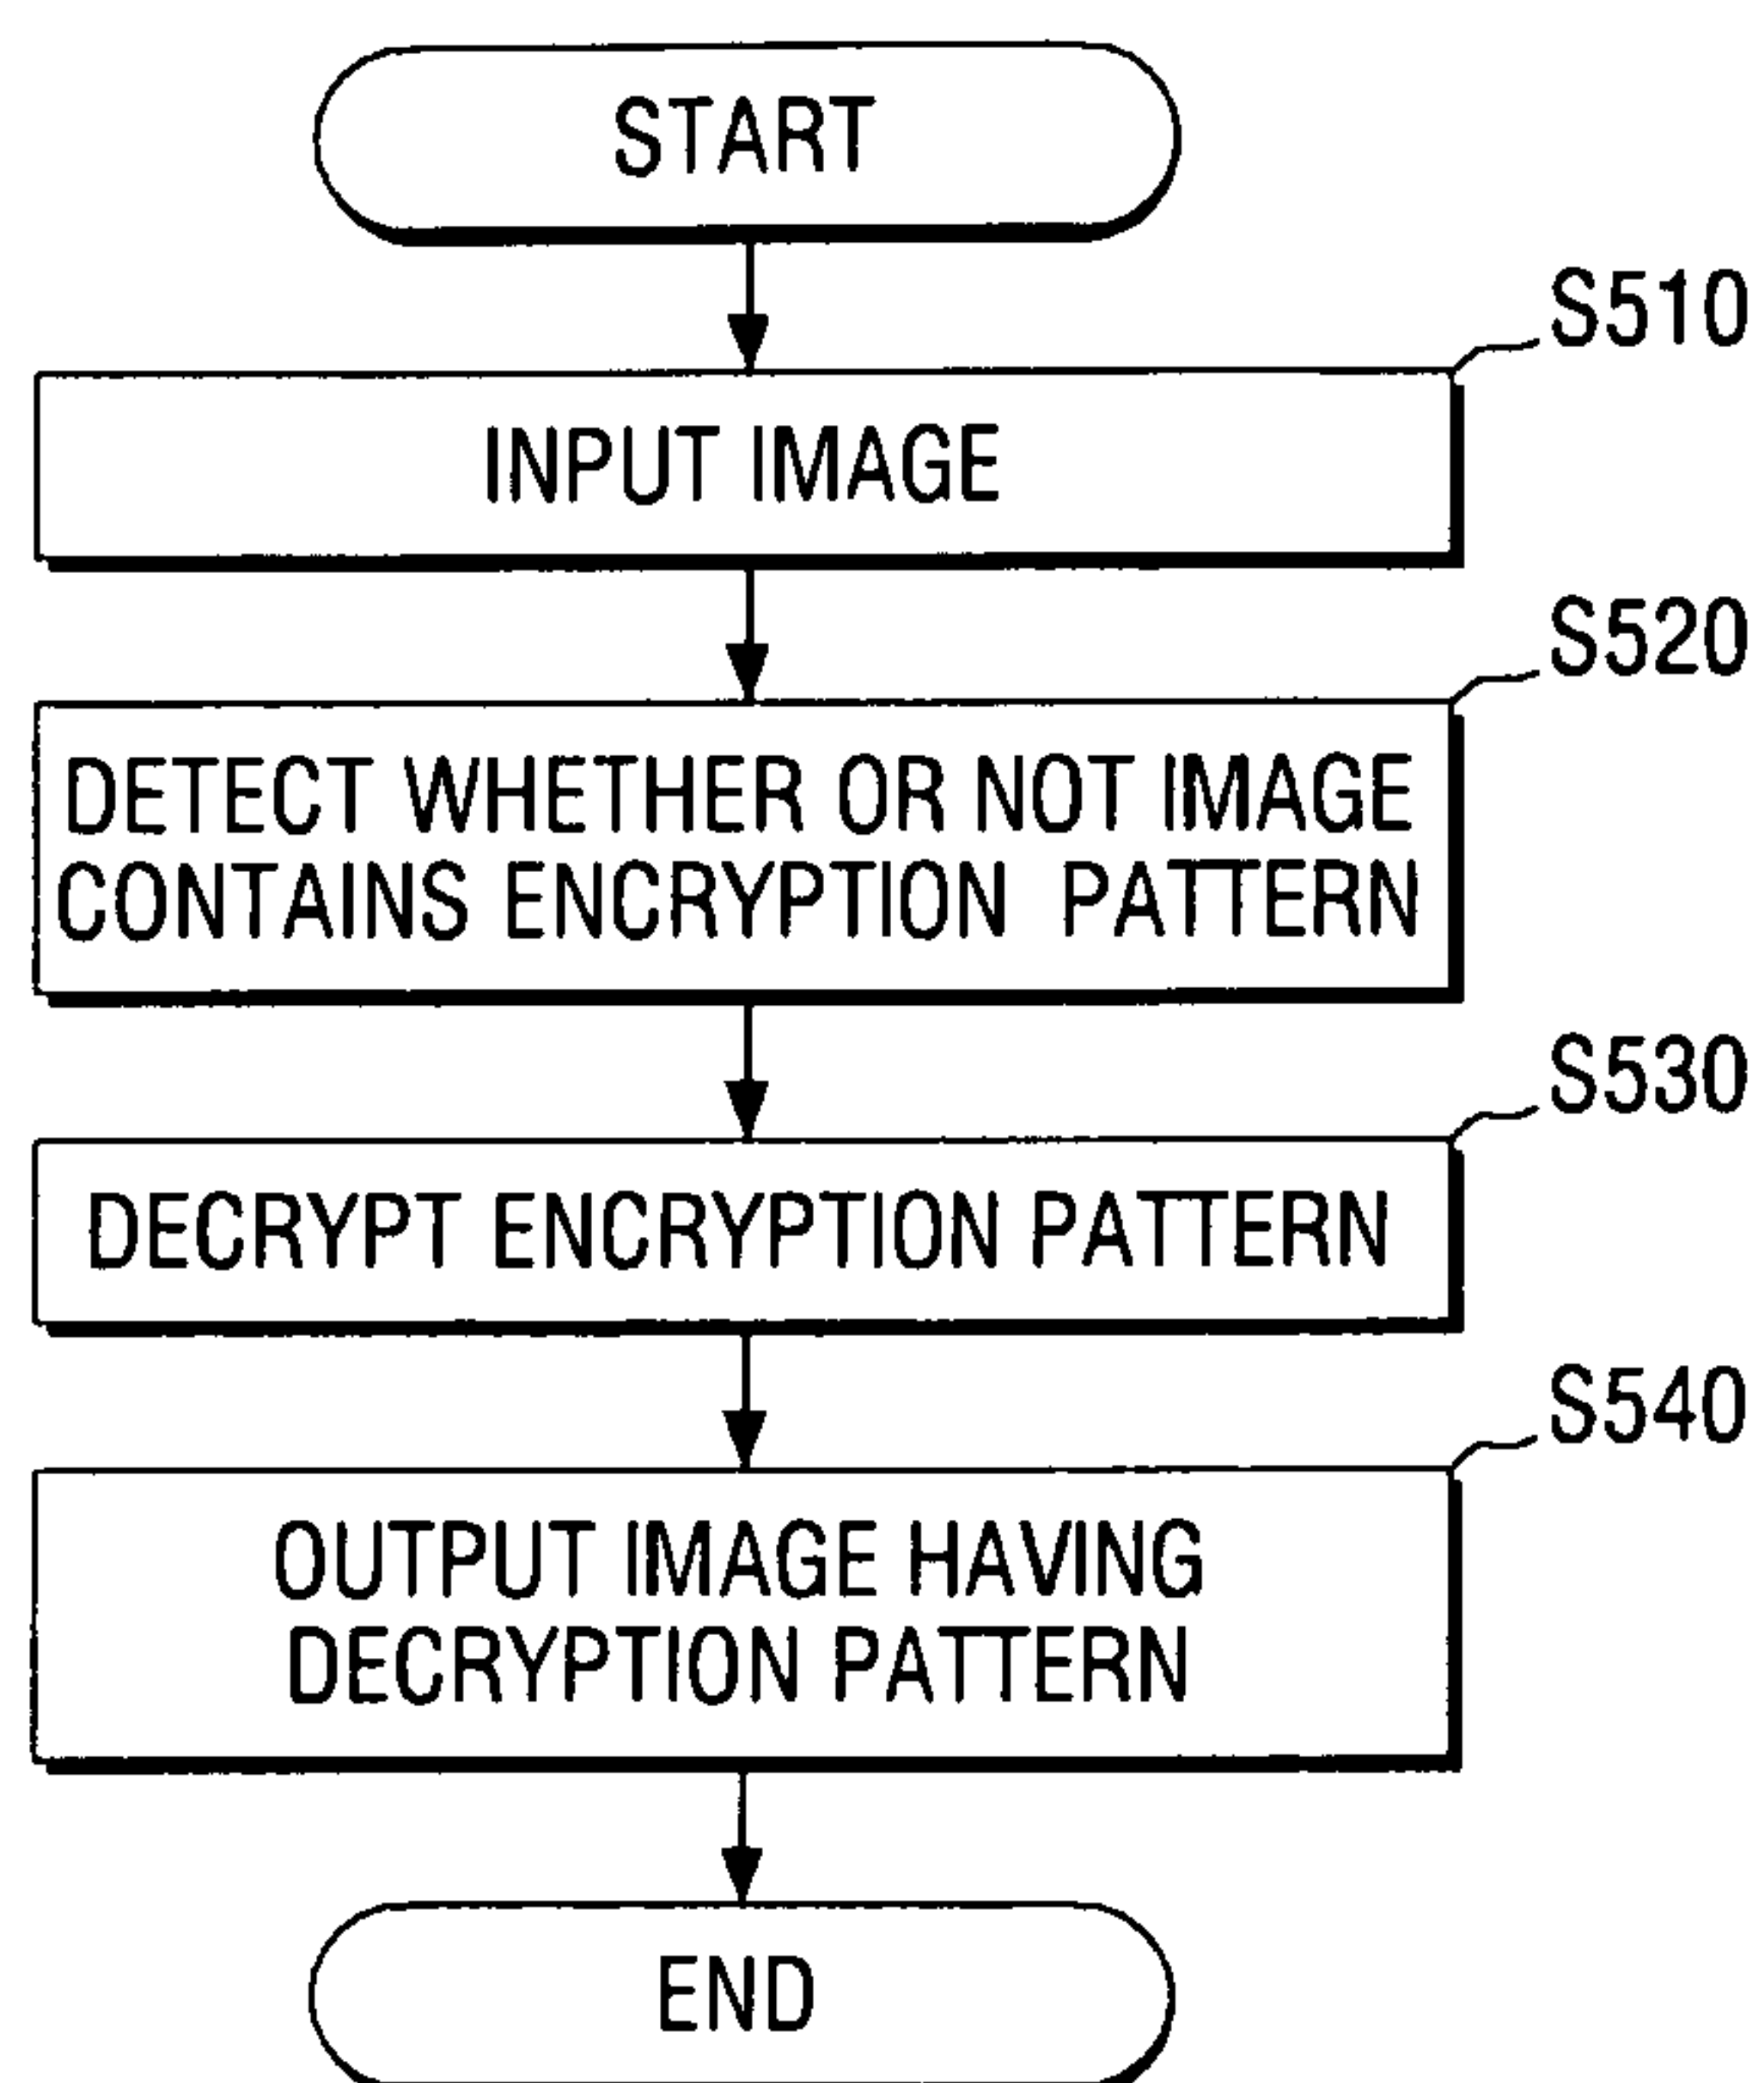 START
S510
INPUT IMAGE
S520
DETECT WHETHER OR NOT IMAGE
CONTAINS ENCRYPTION PATTERN
S530
DECRYPT ENCRYPTION PATTERN
S540
OUTPUT IMAGE HAVING
DECRYPTION PATTERN
END